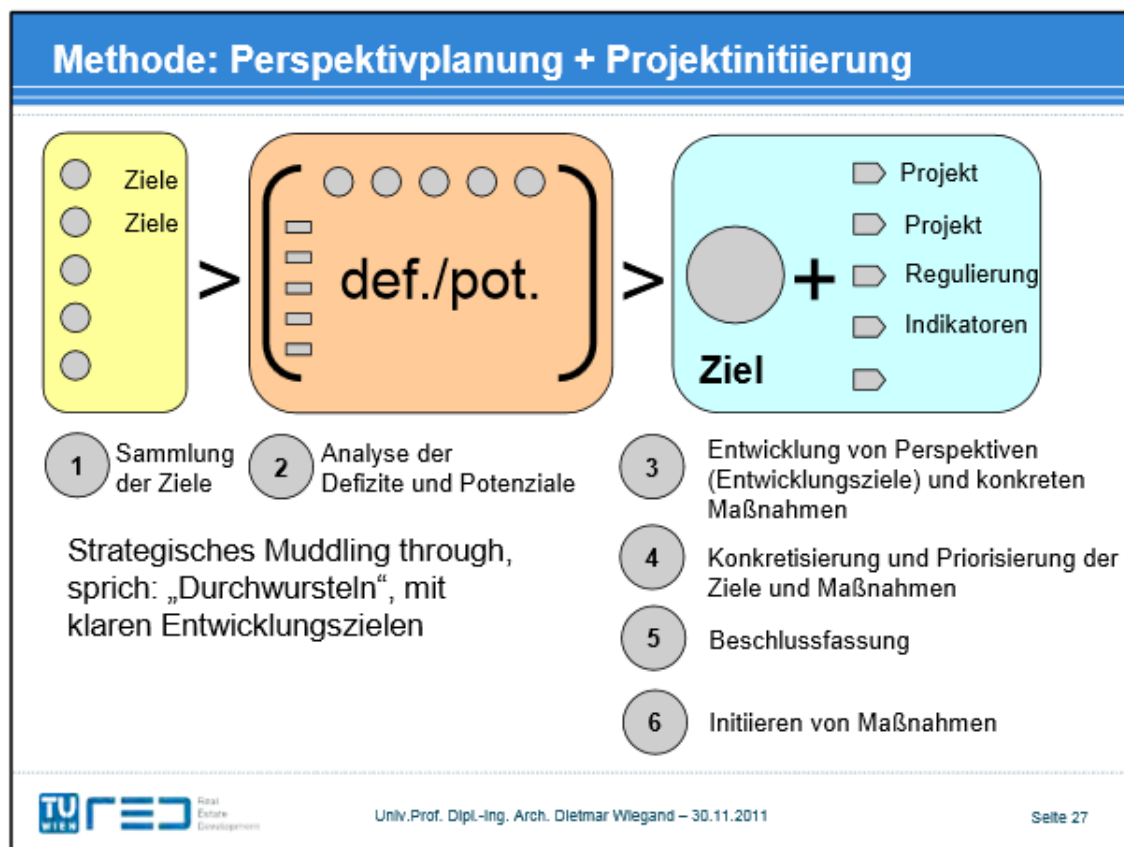 Methode: Perspektivplanung + Projektinitiierung
Ziele
Ziele
>
def./pot.
>
+
Ziel
Projekt
Projekt
Regulierung
Indikatoren
1
Sammlung
der Ziele
2
Analyse der
Defizite und Potenziale
Strategisches Muddling through,
sprich: „Durchwursteln“, mit
klaren Entwicklungszielen
3
Entwicklung von Perspektiven
(Entwicklungsziele) und konkreten
Maßnahmen
4
Konkretisierung und Priorisierung der
Ziele und Maßnahmen
5
Beschlussfassung
6
Initiieren von Maßnahmen
TU
WIEN
RED
Real
Estate
Development
Univ.Prof. Dipl.-Ing. Arch. Dietmar Wiegand – 30.11.2011
Seite 27